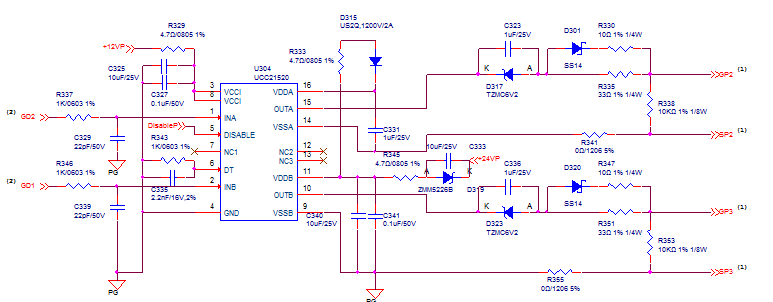 R329
4.7Ω/0805 1%
+12VP
C325
10uF/25V
C327
0.1uF/50V
U304
UCC21520
D315
US2Q,1200V/2A
R333
4.7Ω/0805 1%
C323
1uF/25V
K
A
D317
TZMC6V2
D301
SS14
R330
10Ω 1% 1/4W
R335
33Ω 1% 1/4W
GP2
(1)
R338
10KΩ 1% 1/8W
R341
0Ω/1206 5%
SP2
(1)
R337
1K/0603 1%
(2)
GD2
C329
22pF/50V
PG
DisableP
R343
1K/0603 1%
C335
2.2nF/16V,2%
R346
1K/0603 1%
(2)
GD1
C339
22pF/50V
PG
3
VCCI
8
VCCI
1
INA
5
DISABLE
7
NC1
6
DT
2
INB
4
GND
16
VDDA
15
OUTA
14
VSSA
12
NC2
13
NC3
11
VDDB
10
OUTB
9
VSSB
C331
1uF/25V
R345
4.7Ω/0805 1%
10uF/25V
C333
+24VP
A
K
ZMM5226B
D319
C340
10uF/25V
C341
0.1uF/50V
PG
C336
1uF/25V
K
A
D323
TZMC6V2
D320
SS14
R347
10Ω 1% 1/4W
R351
33Ω 1% 1/4W
GP3
(1)
R353
10KΩ 1% 1/8W
R355
0Ω/1206 5%
SP3
(1)